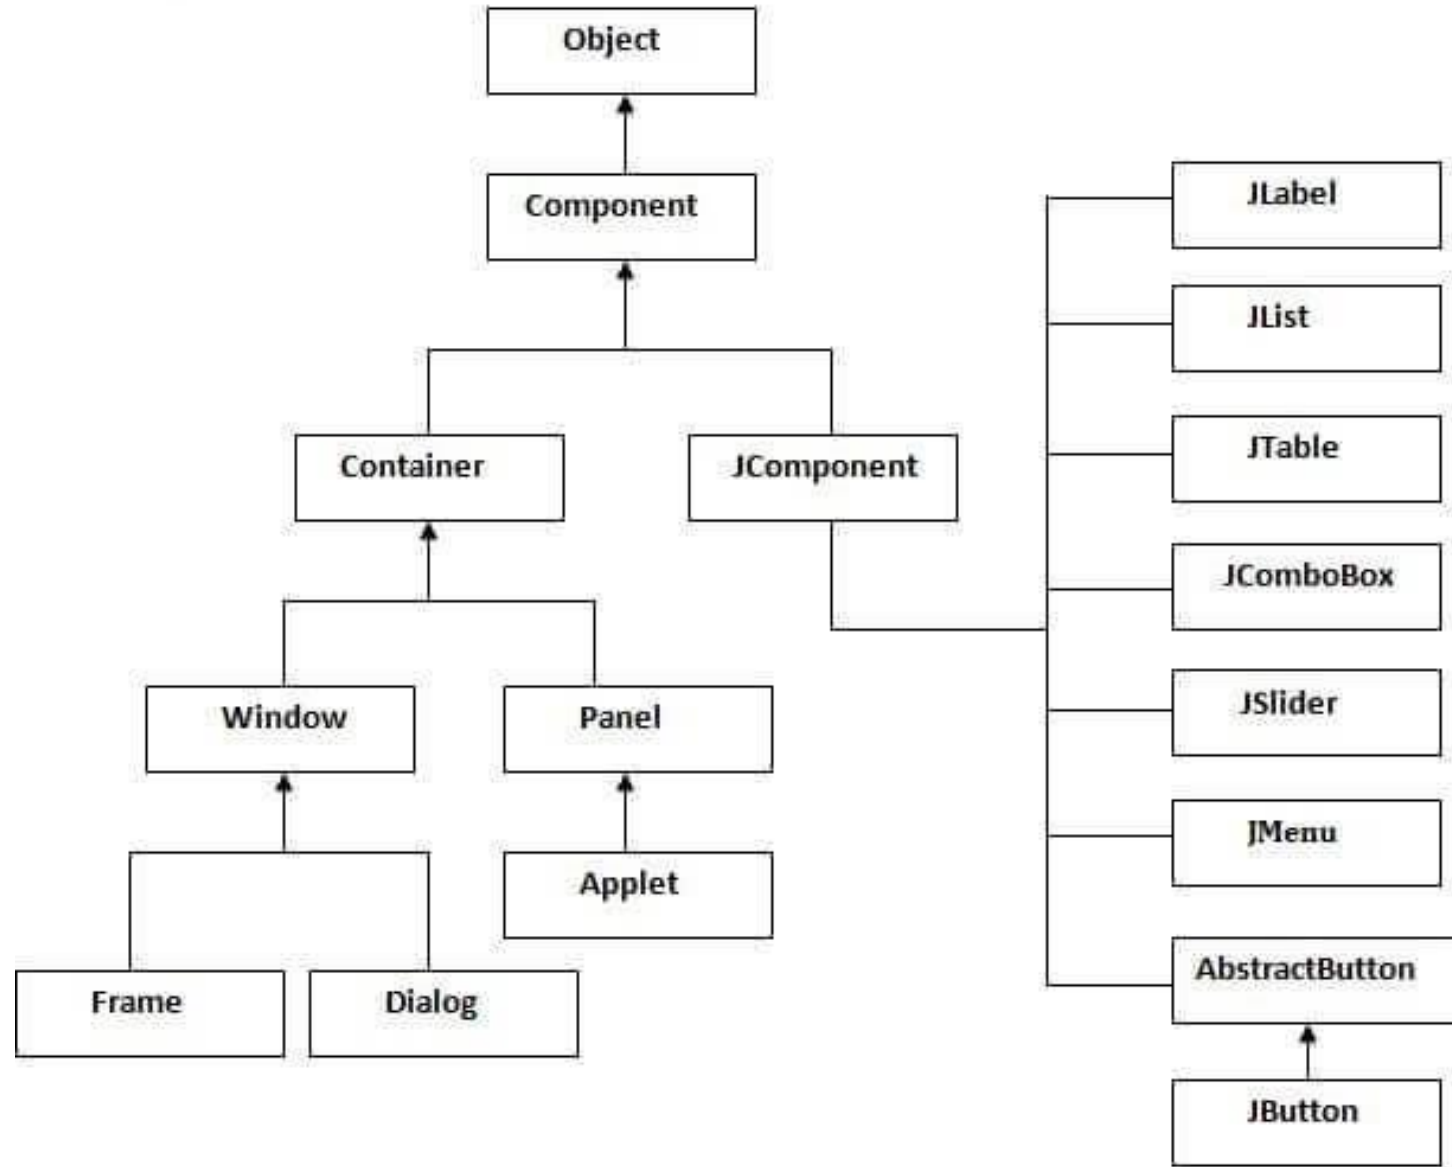 Object
Component
JLabel
JList
JTable
Container
JComponent
JComboBox
Window
Panel
JSlider
JMenu
Applet
AbstractButton
Frame
Dialog
JButton